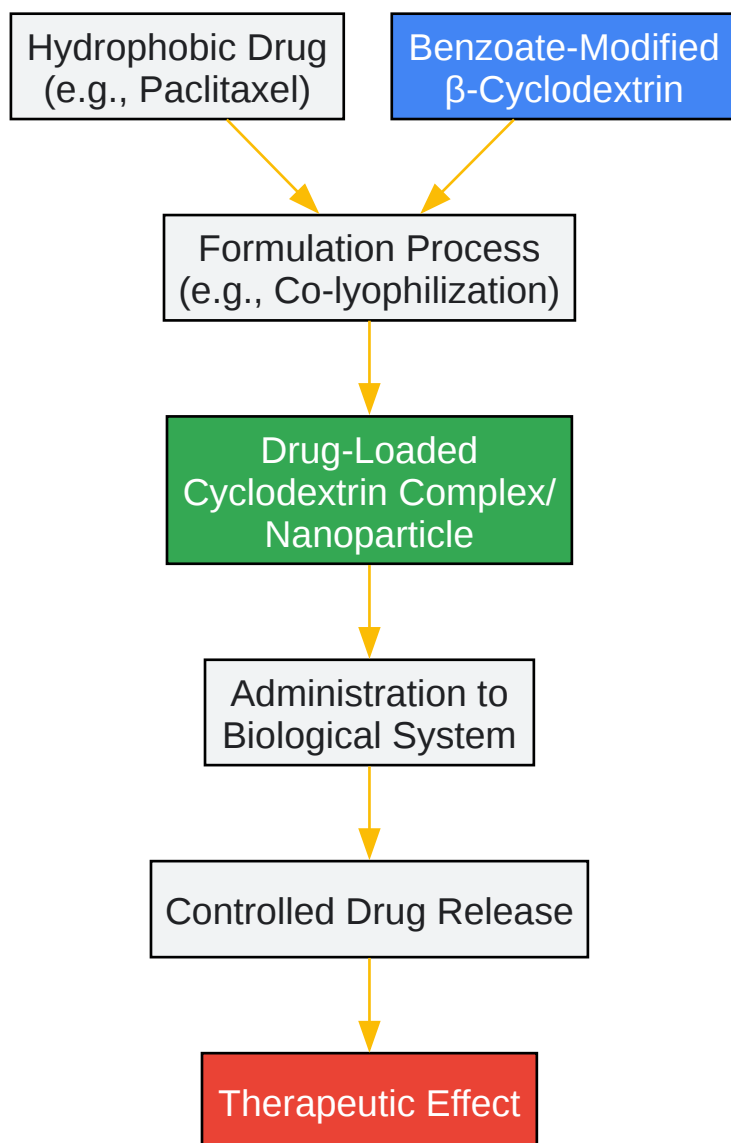 Hydrophobic Drug
(e.g., Paclitaxel)
Benzoate-Modified
β-Cyclodextrin
Formulation Process
(e.g., Co-lyophilization)
Drug-Loaded
Cyclodextrin Complex/
Nanoparticle
Administration to
Biological System
Controlled Drug Release
Therapeutic Effect